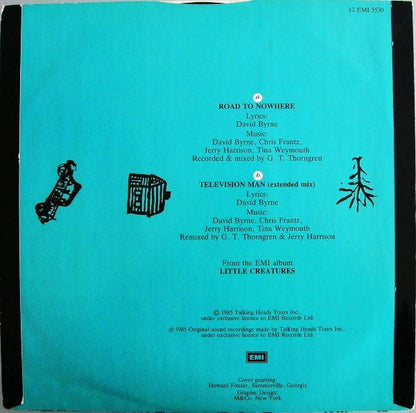 12 EMI 5530
a
ROAD TO NOWHERE
Lyrics:
David Byrne
Music:
David Byrne, Chris Frantz,
Jerry Harrison, Tina Weymouth
Recorded & mixed by G. T. Thorngren
b
TELEVISION MAN (extended mix)
Lyrics:
David Byrne
Music:
David Byrne, Chris Frantz,
Jerry Harrison, Tina Weymouth
Remixed by G. T. Thorngren & Jerry Harrison
From the EMI album
LITTLE CREATURES
© 1985 Talking Heads Tours Inc.,
under exclusive licence to EMI Records Ltd.
℗ 1985 Original sound recordings made by Talking Heads Tours Inc.,
under exclusive licence to EMI Records Ltd.
EMI
Cover painting:
Howard Finster, Summerville, Georgia
Graphic Design:
M&Co. New York